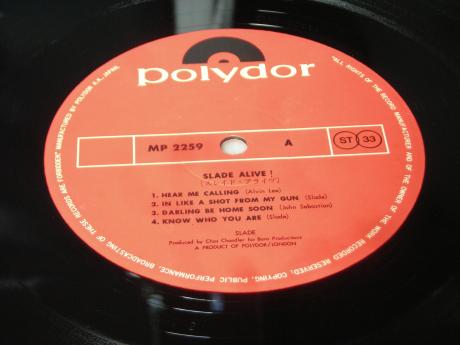 polydor
MP 2259
A
ST 33
SLADE ALIVE !
(スレイド・アライヴ)
1. HEAR ME CALLING (Alvin Lee)
2. IN LIKE A SHOT FROM MY GUN (Slade)
3. DARLING BE HOME SOON (John Sebastian)
4. KNOW WHO YOU ARE (Slade)
SLADE
Produced by Chas Chandler for Barn Productions
A PRODUCT OF POLYDOR/LONDON
"ALL RIGHTS OF THE RECORD MANUFACTURERS AND OF THE OWNER OF THE WORK RECORDED RESERVED, COPYING, PUBLIC PERFORMANCE, BROADCASTING OF THESE RECORDS ARE FORBIDDEN" MANUFACTURED BY POLYDOR K.K., JAPAN.